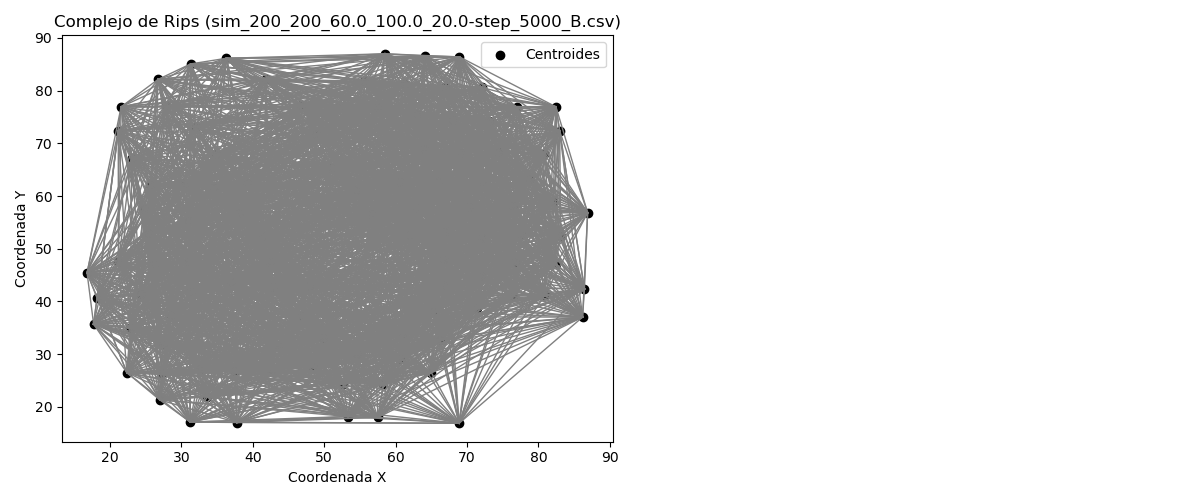 Complejo de Rips (sim_200_200_60.0_100.0_20.0-step_5000_B.csv)
Centroides
90
80
70
60
50
40
30
20
Coordenada Y
20 30 40 50 60 70 80 90
Coordenada X